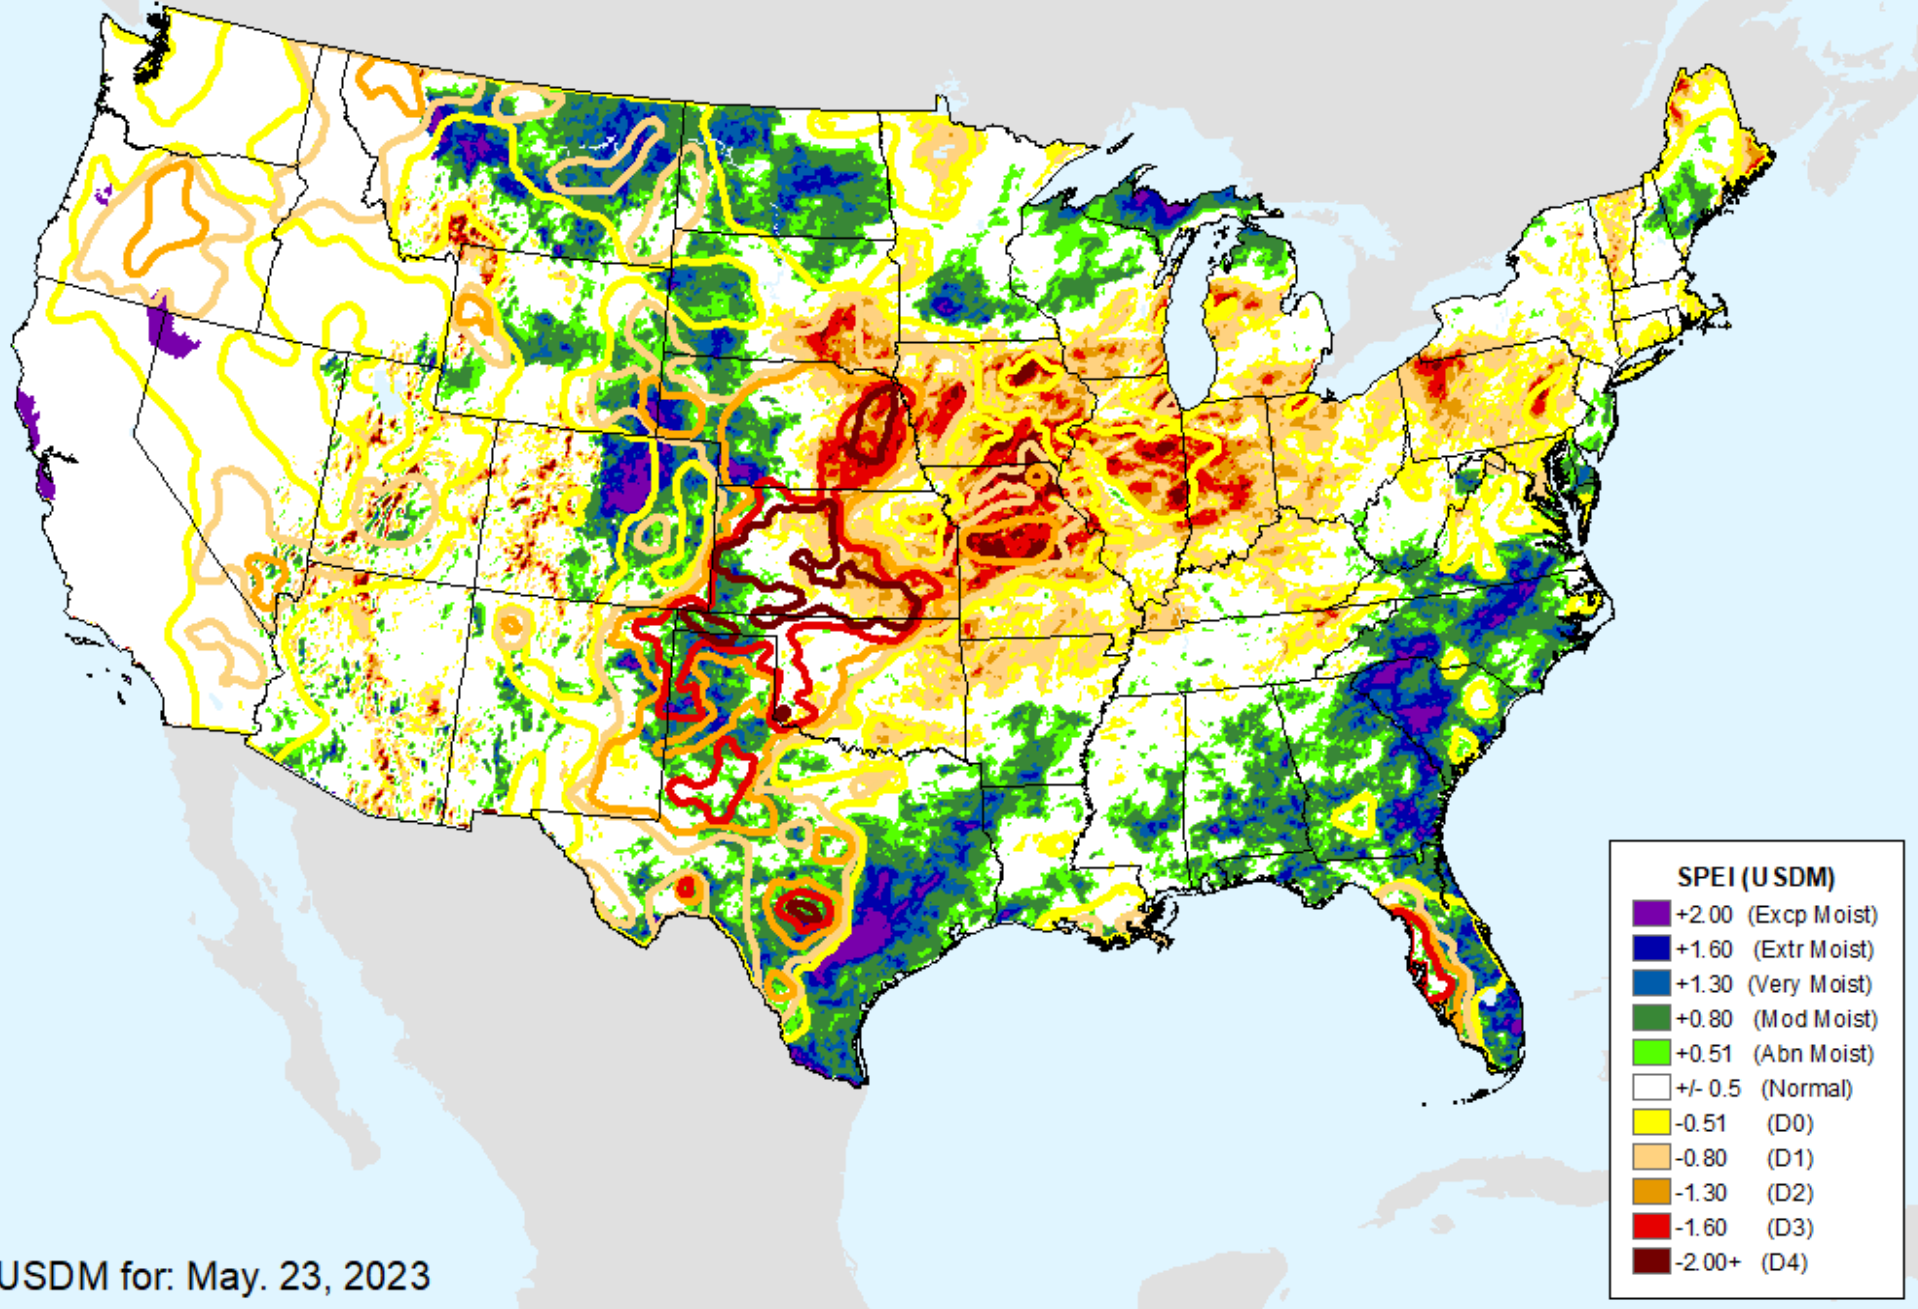 SPEI (USDM)
+2.00 (Excp Moist)
+1.60 (Extr Moist)
+1.30 (Very Moist)
+0.80 (Mod Moist)
+0.51 (Abn Moist)
+/- 0.5 (Normal)
-0.51 (D0)
-0.80 (D1)
-1.30 (D2)
-1.60 (D3)
-2.00+ (D4)
USDM for: May. 23, 2023